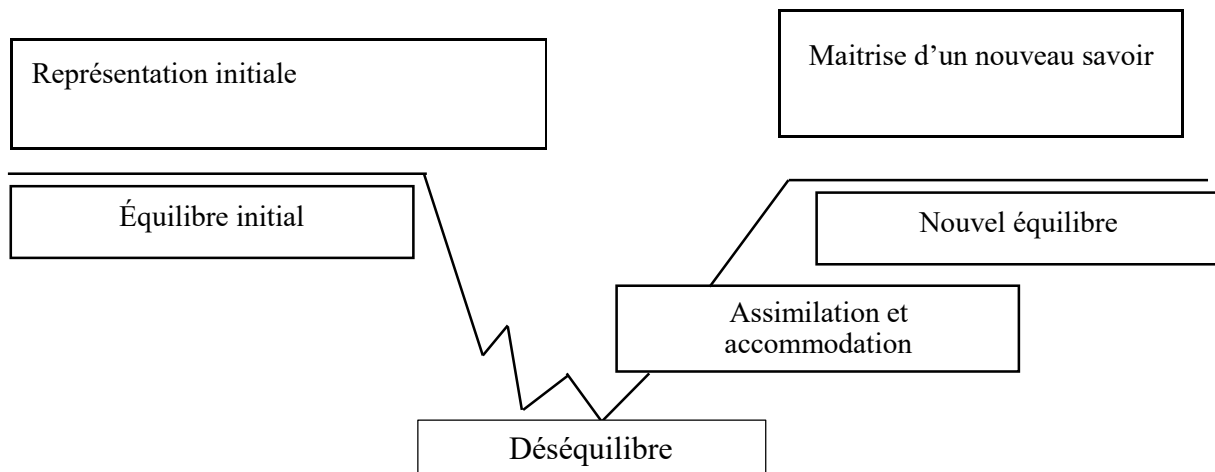 Représentation initiale
Maitrise d’un nouveau savoir
Équilibre initial
Nouvel équilibre
Assimilation et
accommodation
Déséquilibre